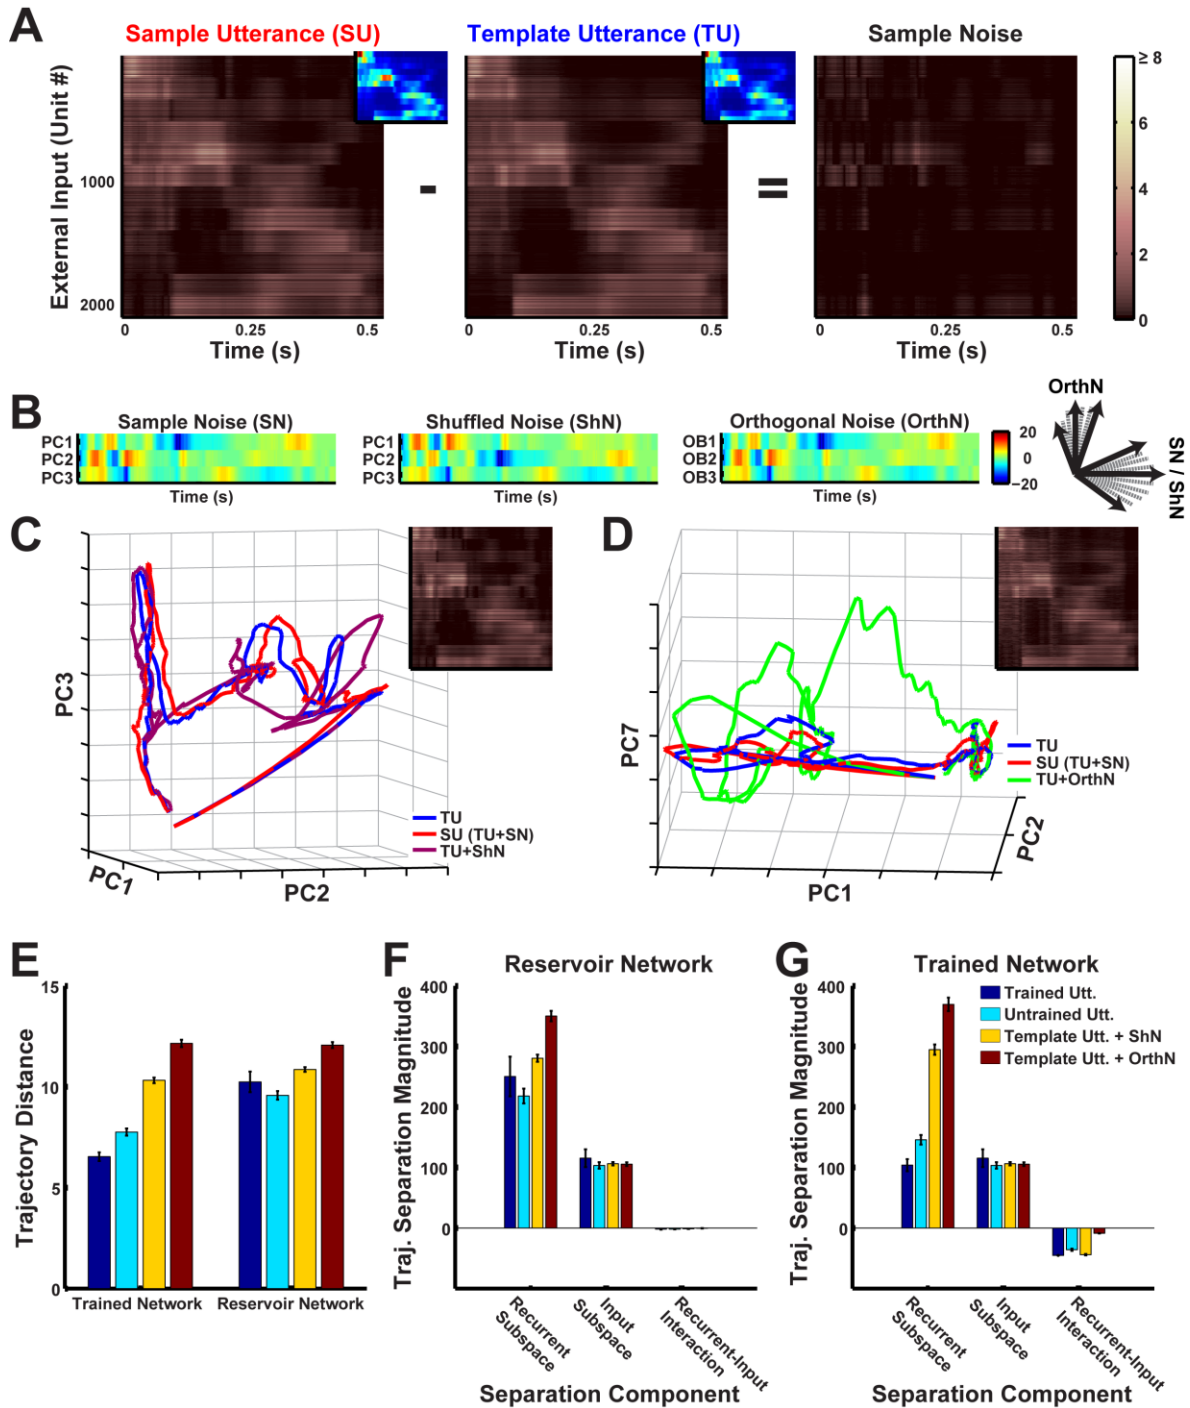 A
Sample Utterance (SU)
Template Utterance (TU)
Sample Noise
External Input (Unit #)
1000
2000
-
=
≥ 8
6
4
2
0
0 0.25 0.5
Time (s)
0 0.25 0.5
Time (s)
0 0.25 0.5
Time (s)
B
Sample Noise (SN)
PC1
PC2
PC3
Time (s)
Shuffled Noise (ShN)
PC1
PC2
PC3
Time (s)
Orthogonal Noise (OrthN)
OB1
OB2
OB3
Time (s)
20
0
-20
OrthN
SN / ShN
C
PC3
PC1
PC2
TU
SU (TU+SN)
TU+ShN
D
PC7
PC1
PC2
TU
SU (TU+SN)
TU+OrthN
E
Trajectory Distance
15
10
5
0
Trained Network
Reservoir Network
F
Reservoir Network
Traj. Separation Magnitude
400
300
200
100
0
Recurrent
Subspace
Input
Subspace
Recurrent-Input
Interaction
Separation Component
G
Trained Network
Traj. Separation Magnitude
400
300
200
100
0
Trained Utt.
Untrained Utt.
Template Utt. + ShN
Template Utt. + OrthN
Recurrent
Subspace
Input
Subspace
Recurrent-Input
Interaction
Separation Component